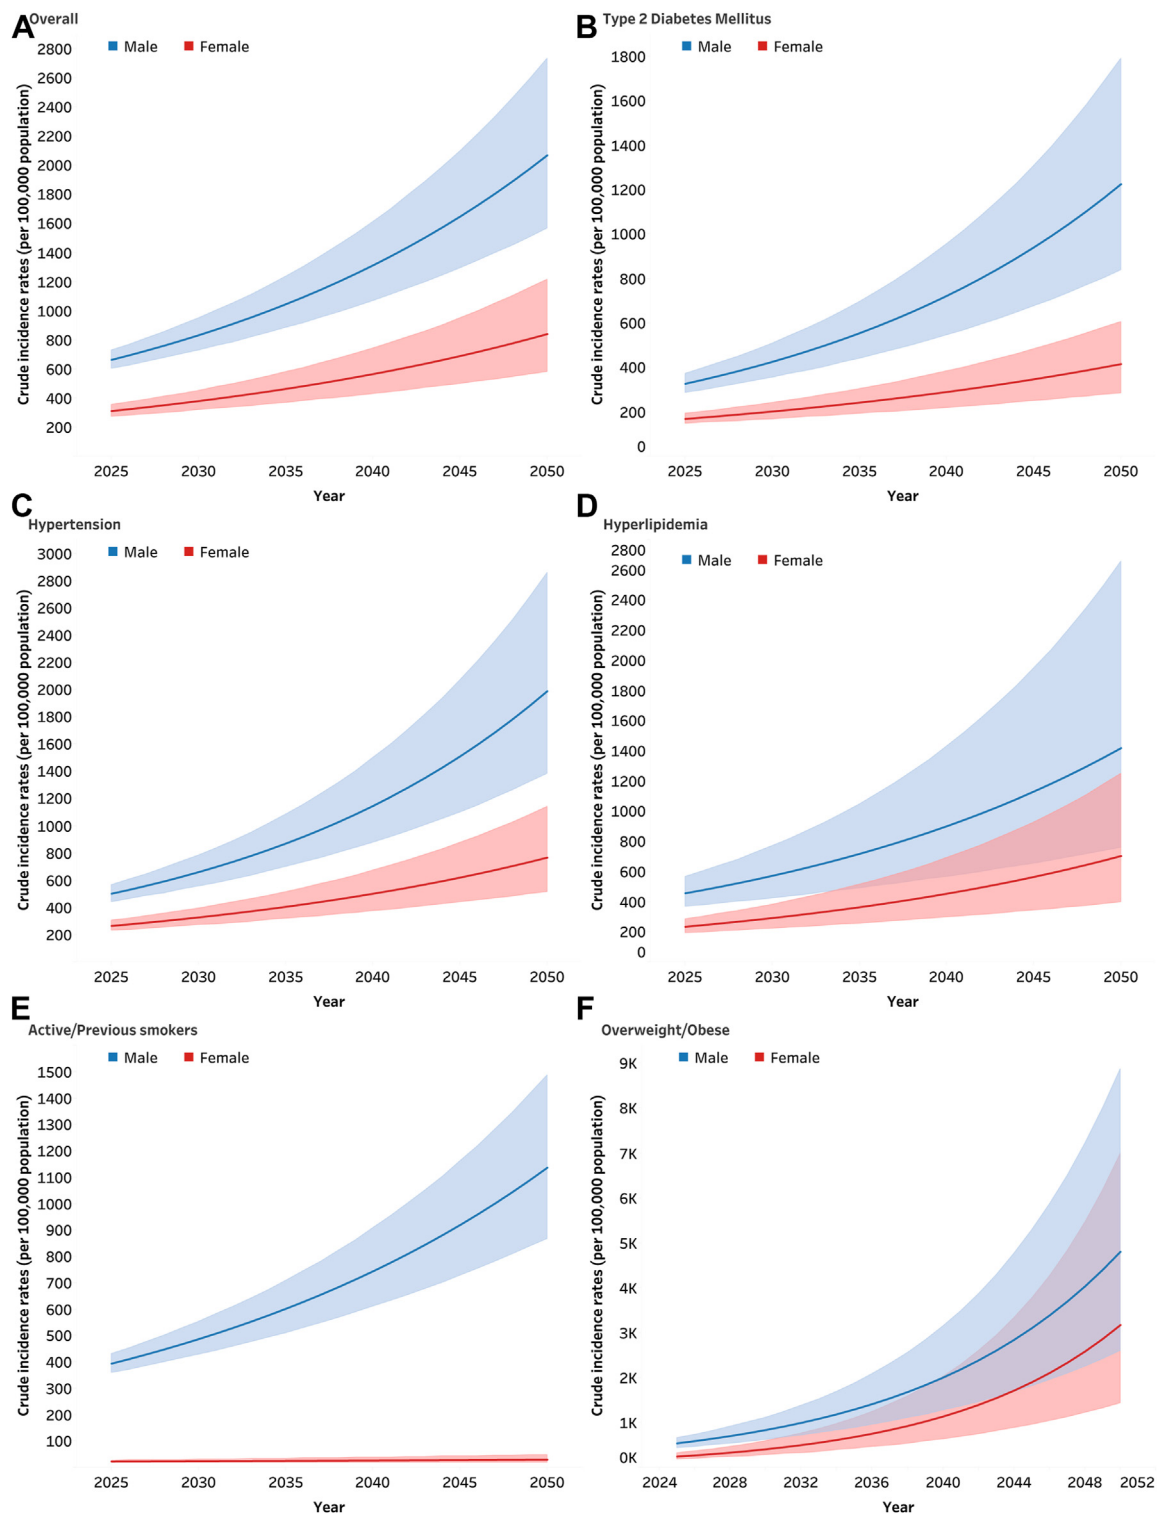 A Overall
Male Female
Crude incidence rates (per 100,000 population)
2800
2600
2400
2200
2000
1800
1600
1400
1200
1000
800
600
400
200
2025 2030 2035 2040 2045 2050
Year
B Type 2 Diabetes Mellitus
Male Female
Crude incidence rates (per 100,000 population)
1800
1600
1400
1200
1000
800
600
400
200
0
2025 2030 2035 2040 2045 2050
Year
C Hypertension
Male Female
Crude incidence rates (per 100,000 population)
3000
2800
2600
2400
2200
2000
1800
1600
1400
1200
1000
800
600
400
200
2025 2030 2035 2040 2045 2050
Year
D Hyperlipidemia
Male Female
Crude incidence rates (per 100,000 population)
2800
2600
2400
2200
2000
1800
1600
1400
1200
1000
800
600
400
200
0
2025 2030 2035 2040 2045 2050
Year
E Active/Previous smokers
Male Female
Crude incidence rates (per 100,000 population)
1500
1400
1300
1200
1100
1000
900
800
700
600
500
400
300
200
100
2025 2030 2035 2040 2045 2050
Year
F Overweight/Obese
Male Female
Crude incidence rates (per 100,000 population)
9K
8K
7K
6K
5K
4K
3K
2K
1K
0K
2024 2028 2032 2036 2040 2044 2048 2052
Year